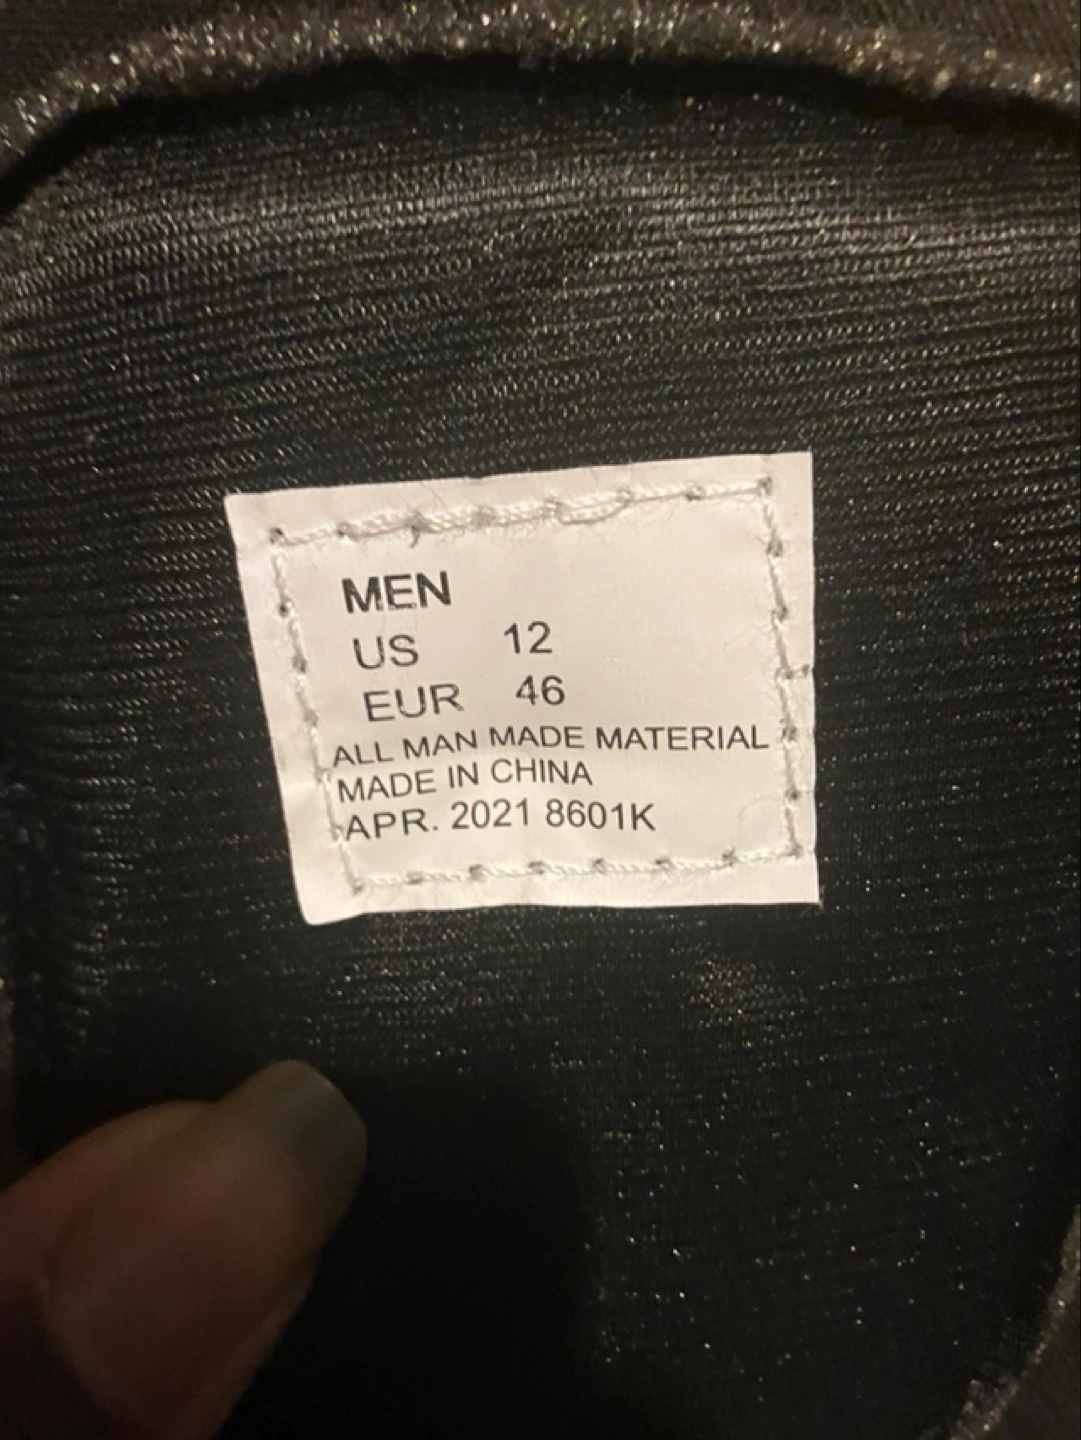 MEN
US 12
EUR 46
ALL MAN MADE MATERIAL
MADE IN CHINA
APR. 2021 8601K